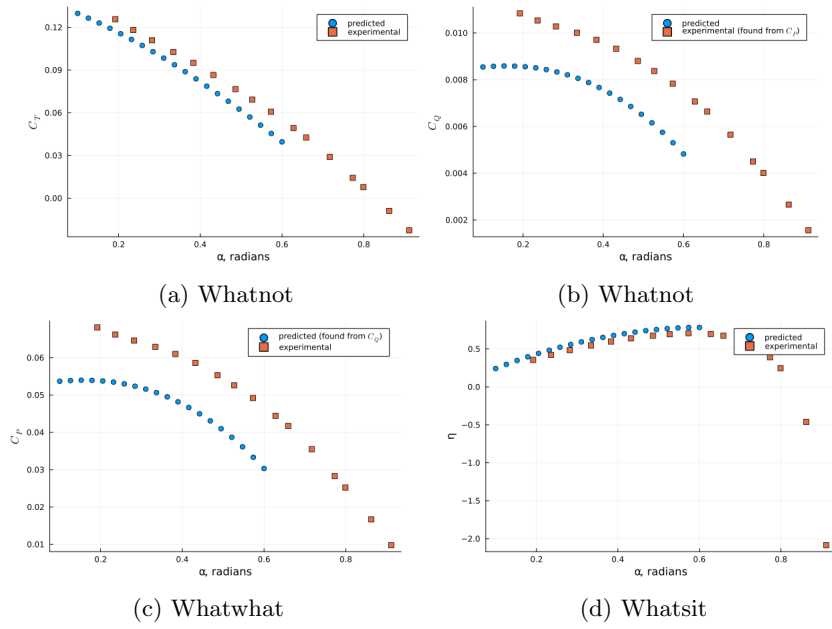 predicted
experimental
0.12
0.09
0.06
0.03
0.00
C_T
0.2
0.4
0.6
0.8
α, radians
(a) Whatnot
predicted
experimental (found from C_P)
0.010
0.008
0.006
0.004
0.002
C_Q
0.2
0.4
0.6
0.8
α, radians
(b) Whatnot
predicted (found from C_Q)
experimental
0.06
0.05
0.04
0.03
0.02
0.01
C_P
0.2
0.4
0.6
0.8
α, radians
(c) Whatwhat
predicted
experimental
0.5
0.0
−0.5
−1.0
−1.5
−2.0
η
0.2
0.4
0.6
0.8
α, radians
(d) Whatsit